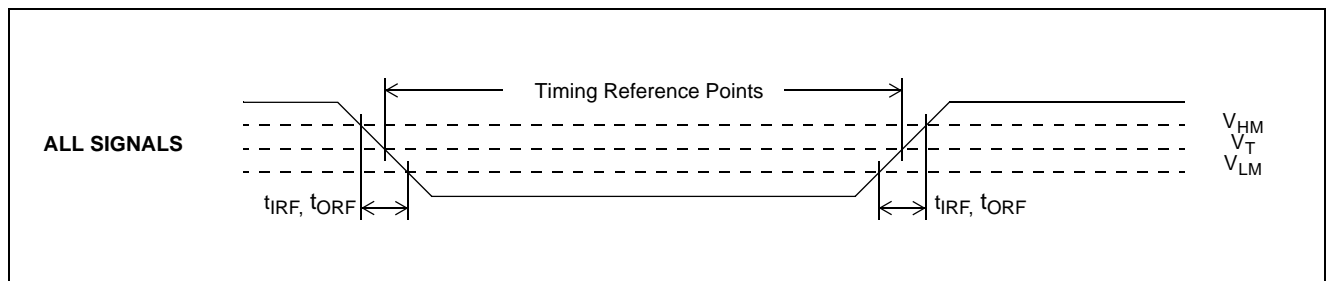 Timing Reference Points
V_HM
ALL SIGNALS
V_T
V_LM
t_IRF, t_ORF
t_IRF, t_ORF